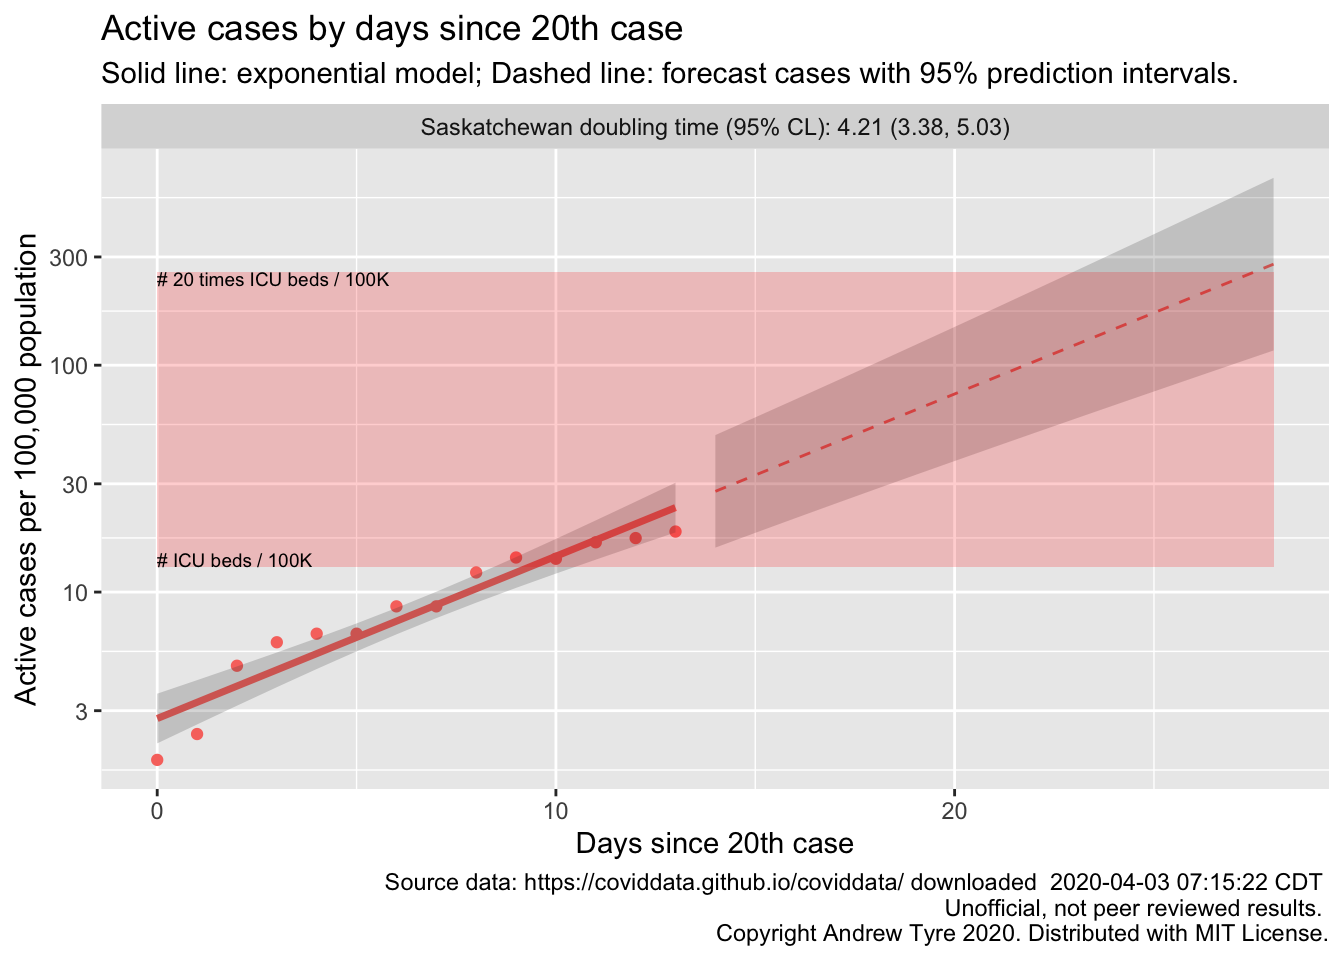 Active cases by days since 20th case
Solid line: exponential model; Dashed line: forecast cases with 95% prediction intervals.
Saskatchewan doubling time (95% CL): 4.21 (3.38, 5.03)
Active cases per 100,000 population
300
100
30
10
3
# 20 times ICU beds / 100K
# ICU beds / 100K
0
10
20
Days since 20th case
Source data: https://coviddata.github.io/coviddata/ downloaded  2020-04-03 07:15:22 CDT
Unofficial, not peer reviewed results.
Copyright Andrew Tyre 2020. Distributed with MIT License.